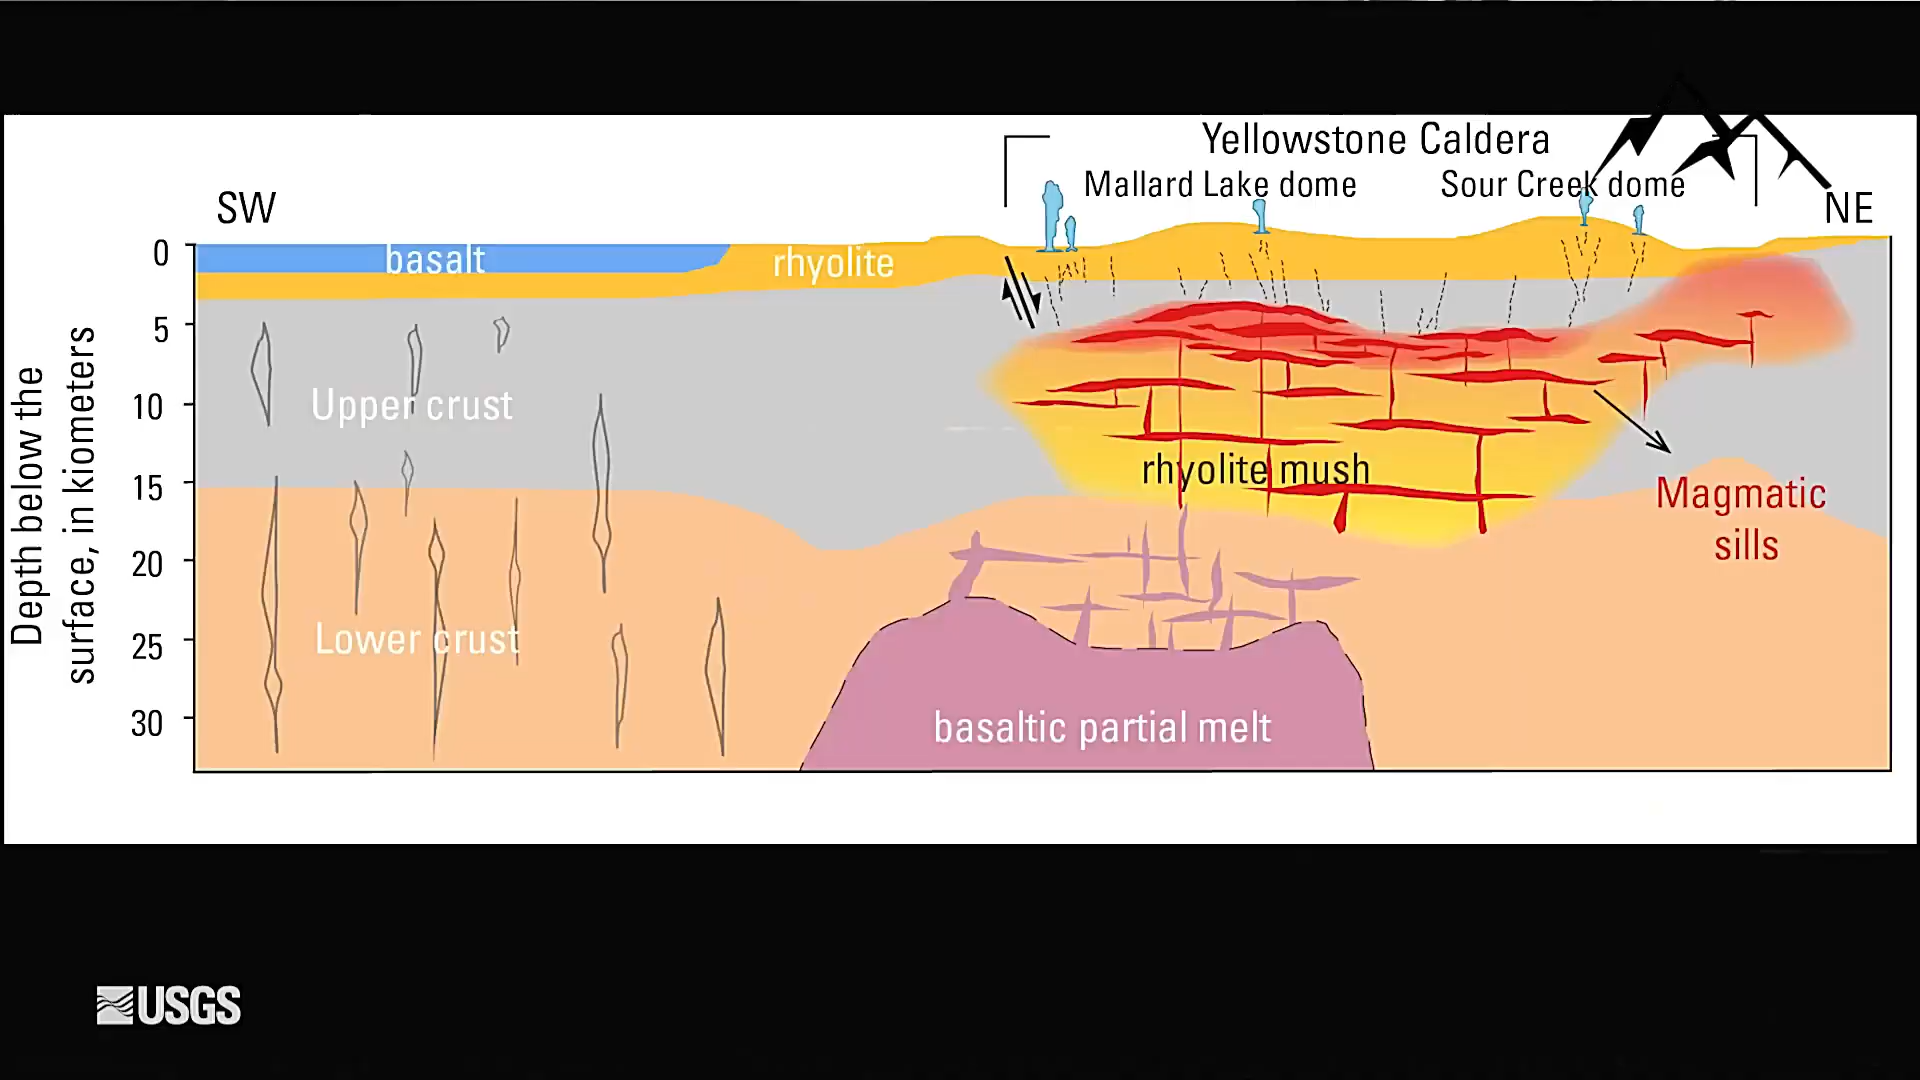 Yellowstone Caldera
Mallard Lake dome
Sour Creek dome
SW
NE
0
basalt
rhyolite
5
10
Upper crust
15
rhyolite mush
Magmatic
sills
20
25
Lower crust
30
basaltic partial melt
Depth below the
surface, in kiometers
USGS